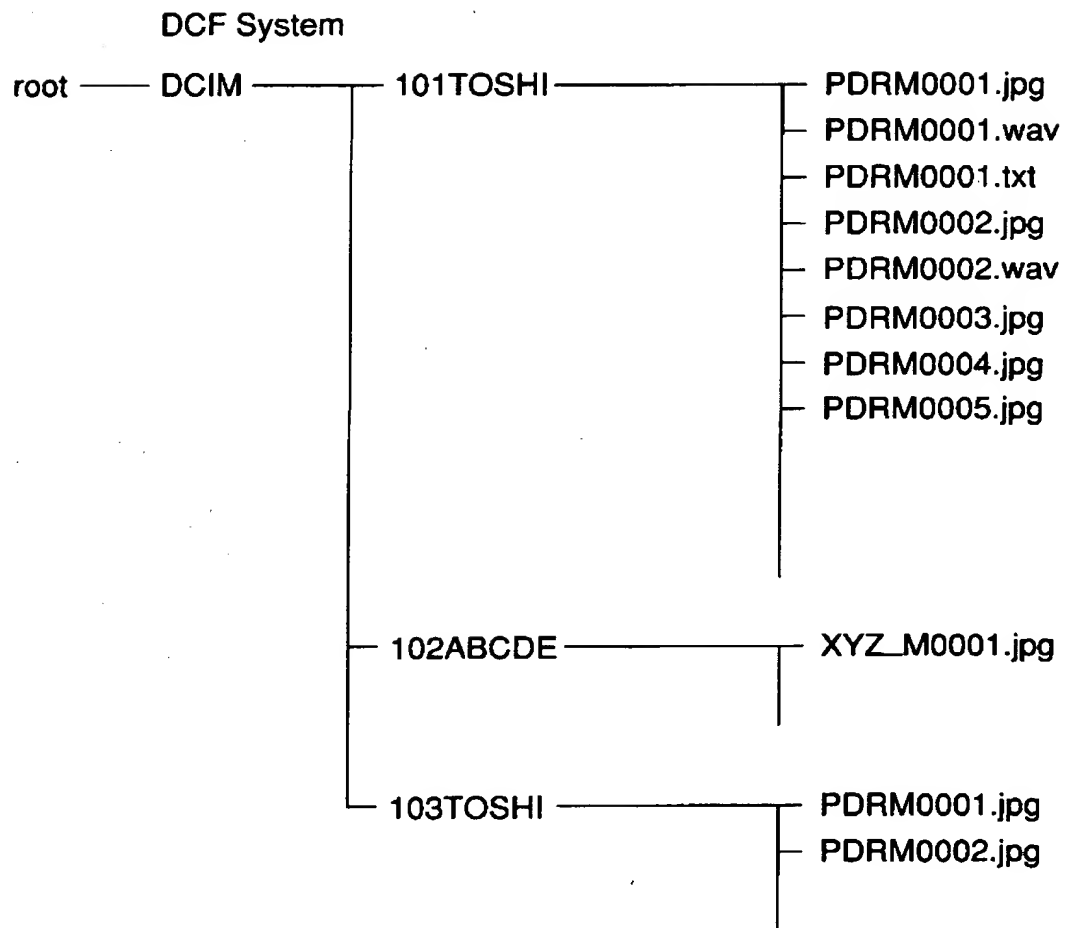 DCF System
root DCIM 101TOSHI PDRM0001.jpg
PDRM0001.wav
PDRM0001.txt
PDRM0002.jpg
PDRM0002.wav
PDRM0003.jpg
PDRM0004.jpg
PDRM0005.jpg
102ABCDE XYZ_M0001.jpg
103TOSHI PDRM0001.jpg
PDRM0002.jpg